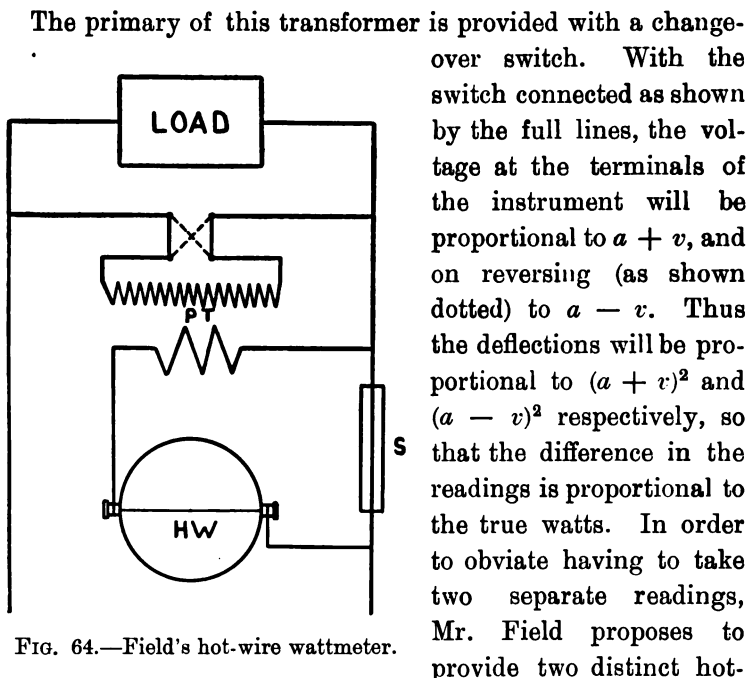 The primary of this transformer is provided with a change-
over switch. With the
switch connected as shown
by the full lines, the vol-
tage at the terminals of
the instrument will be
proportional to a + v, and
on reversing (as shown
dotted) to a − v. Thus
the deflections will be pro-
portional to (a + v)² and
(a − v)² respectively, so
that the difference in the
readings is proportional to
the true watts. In order
to obviate having to take
two separate readings,
Mr. Field proposes to
provide two distinct hot-
LOAD
PT
S
HW
FIG. 64.—Field's hot-wire wattmeter.